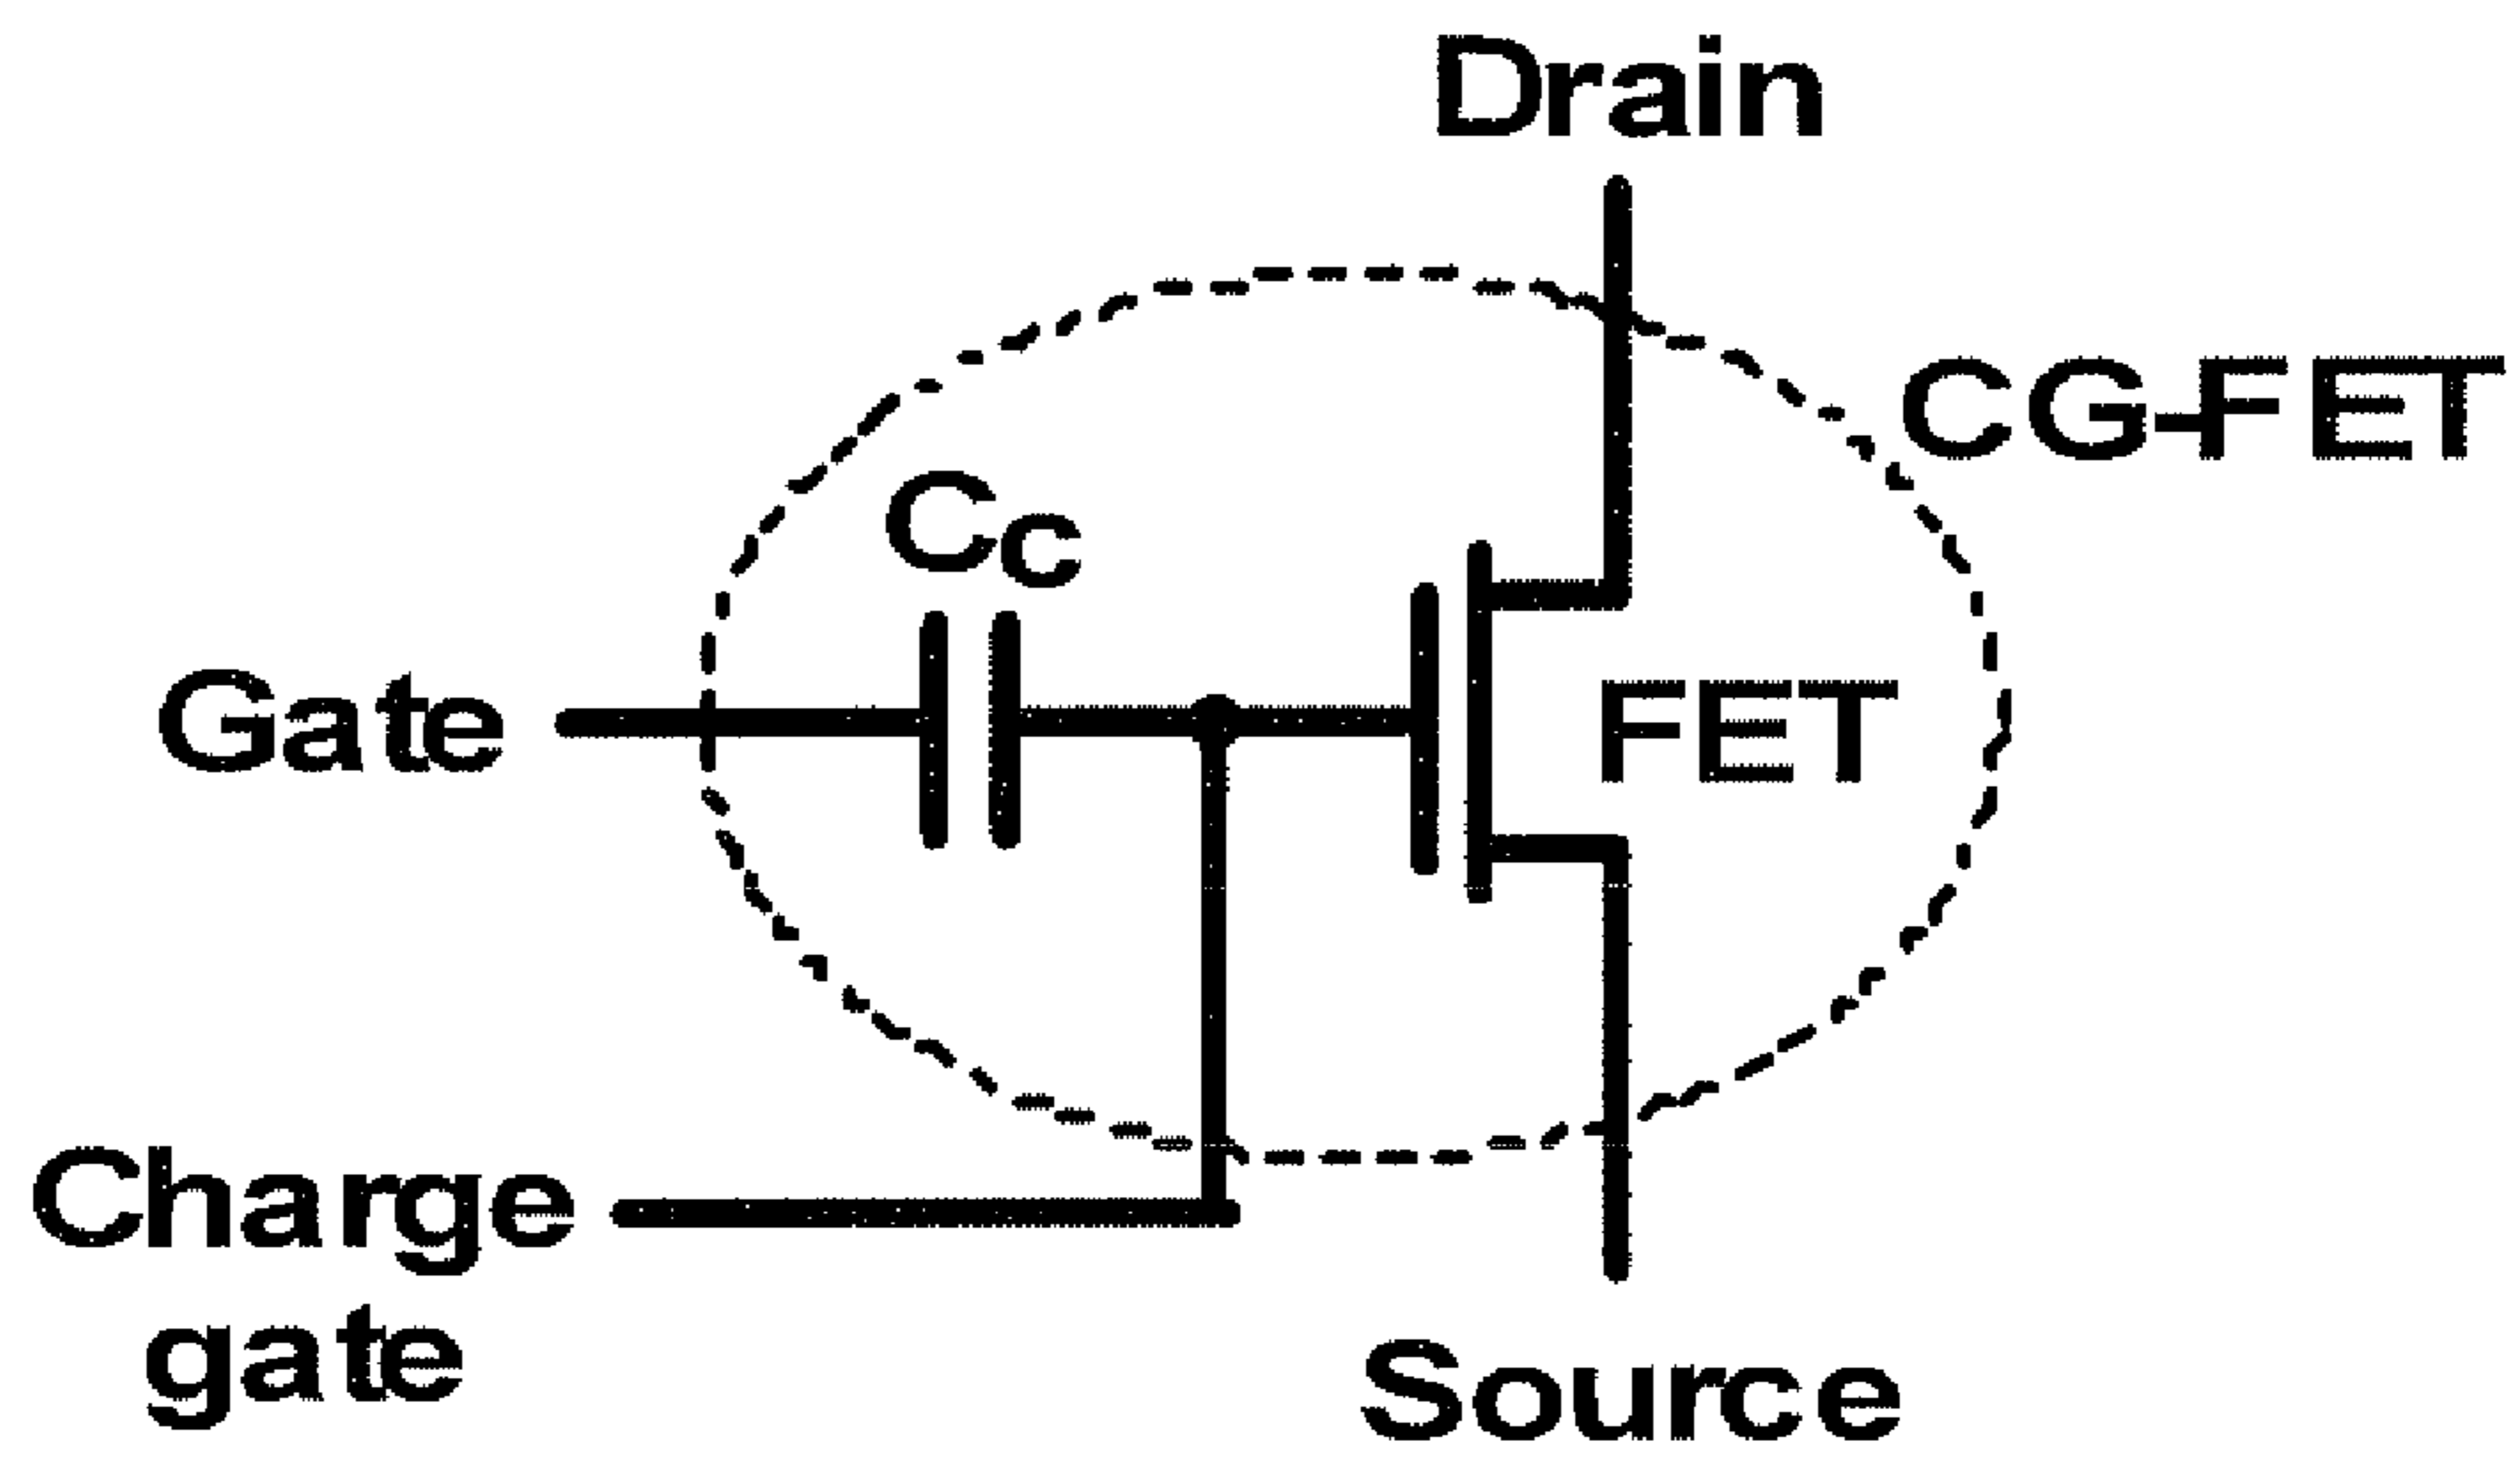 Drain
CG-FET
Cc
Gate
FET
Charge
gate
Source